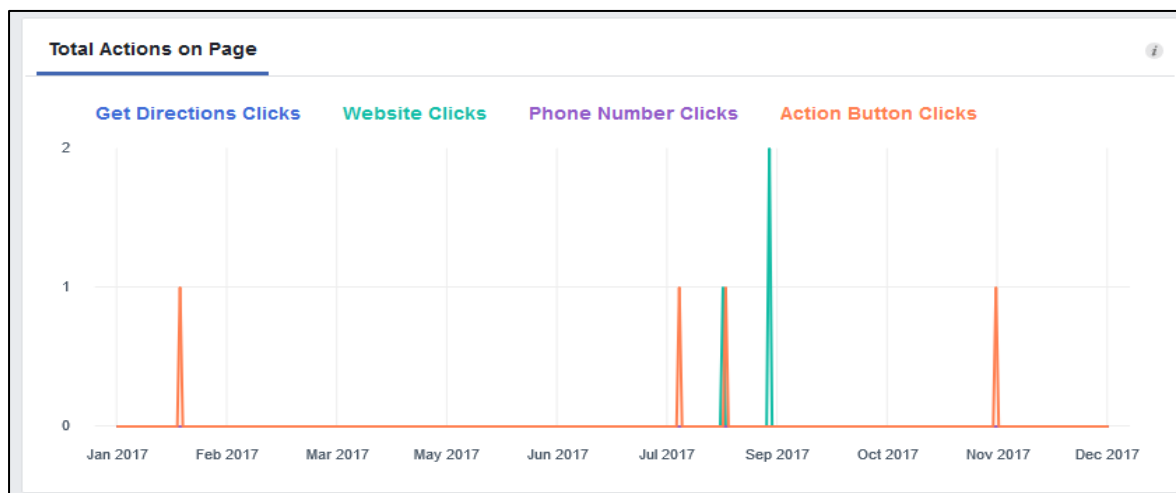 Total Actions on Page
i
Get Directions Clicks Website Clicks Phone Number Clicks Action Button Clicks
2
1
0
Jan 2017 Feb 2017 Mar 2017 May 2017 Jun 2017 Jul 2017 Sep 2017 Oct 2017 Nov 2017 Dec 2017